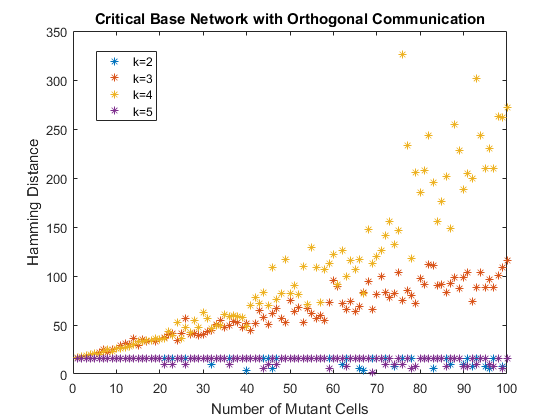 Critical Base Network with Orthogonal Communication
350
300
250
200
150
100
50
0
Hamming Distance
k=2
k=3
k=4
k=5
0 10 20 30 40 50 60 70 80 90 100
Number of Mutant Cells